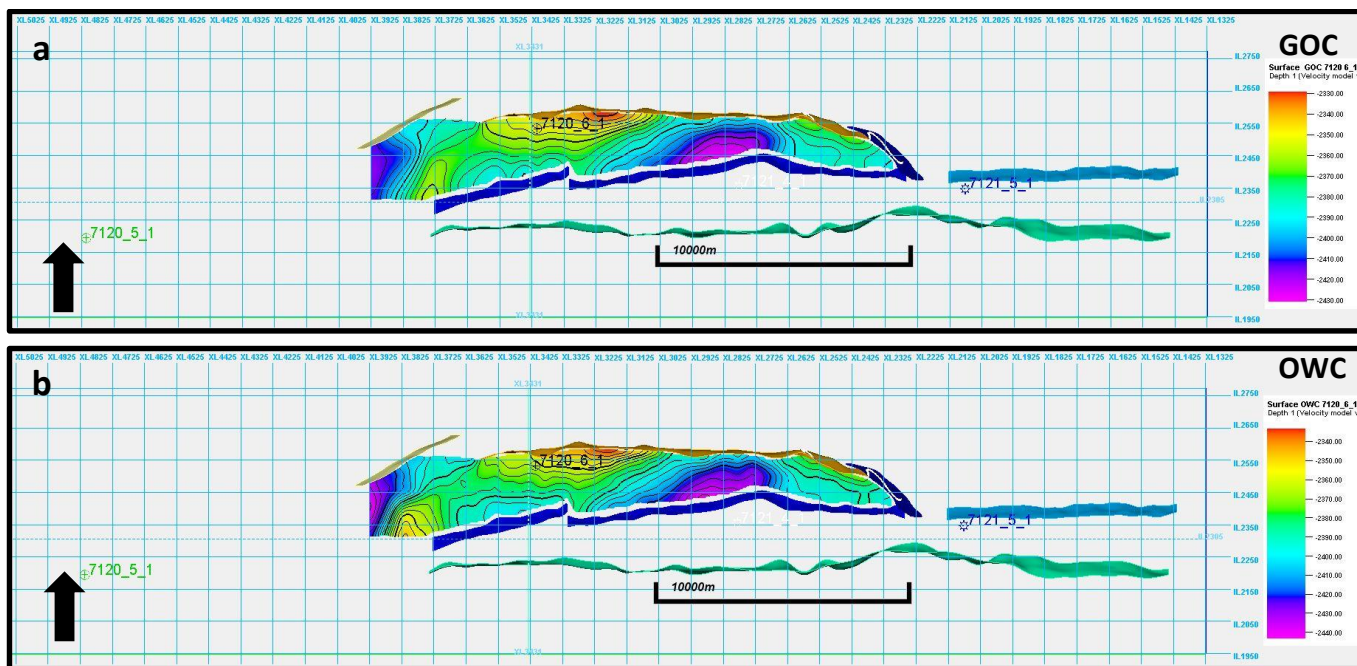 XL5025 XL4925 XL4825 XL4725 XL4625 XL4525 XL4425 XL4325 XL4225 XL4125 XL4025 XL3925 XL3825 XL3725 XL3625 XL3525 XL3425 XL3325 XL3225 XL3125 XL3025 XL2925 XL2825 XL2725 XL2625 XL2525 XL2425 XL2325 XL2225 XL2125 XL2025 XL1925 XL1825 XL1725 XL1625 XL1525 XL1425 XL1325
a
GOC
XL3431
IL2750
Surface GOC 7120 6_1
Depth 1 (Velocity model
IL2650
7120_6_1
IL2550
IL2450
IL2350
7121_5_1
IL2305
7120_5_1
IL2250
10000m
IL2150
IL2050
XL3431
IL1950
-2330.00
-2340.00
-2350.00
-2360.00
-2370.00
-2380.00
-2390.00
-2400.00
-2410.00
-2420.00
-2430.00
XL5025 XL4925 XL4825 XL4725 XL4625 XL4525 XL4425 XL4325 XL4225 XL4125 XL4025 XL3925 XL3825 XL3725 XL3625 XL3525 XL3425 XL3325 XL3225 XL3125 XL3025 XL2925 XL2825 XL2725 XL2625 XL2525 XL2425 XL2325 XL2225 XL2125 XL2025 XL1925 XL1825 XL1725 XL1625 XL1525 XL1425 XL1325
b
OWC
XL3431
IL2750
Surface OWC 7120_6_1
Depth 1 (Velocity model
IL2650
7120_6_1
IL2550
IL2450
IL2350
7121_5_1
IL2305
7120_5_1
IL2250
10000m
IL2150
IL2050
XL3431
IL1950
-2340.00
-2350.00
-2360.00
-2370.00
-2380.00
-2390.00
-2400.00
-2410.00
-2420.00
-2430.00
-2440.00